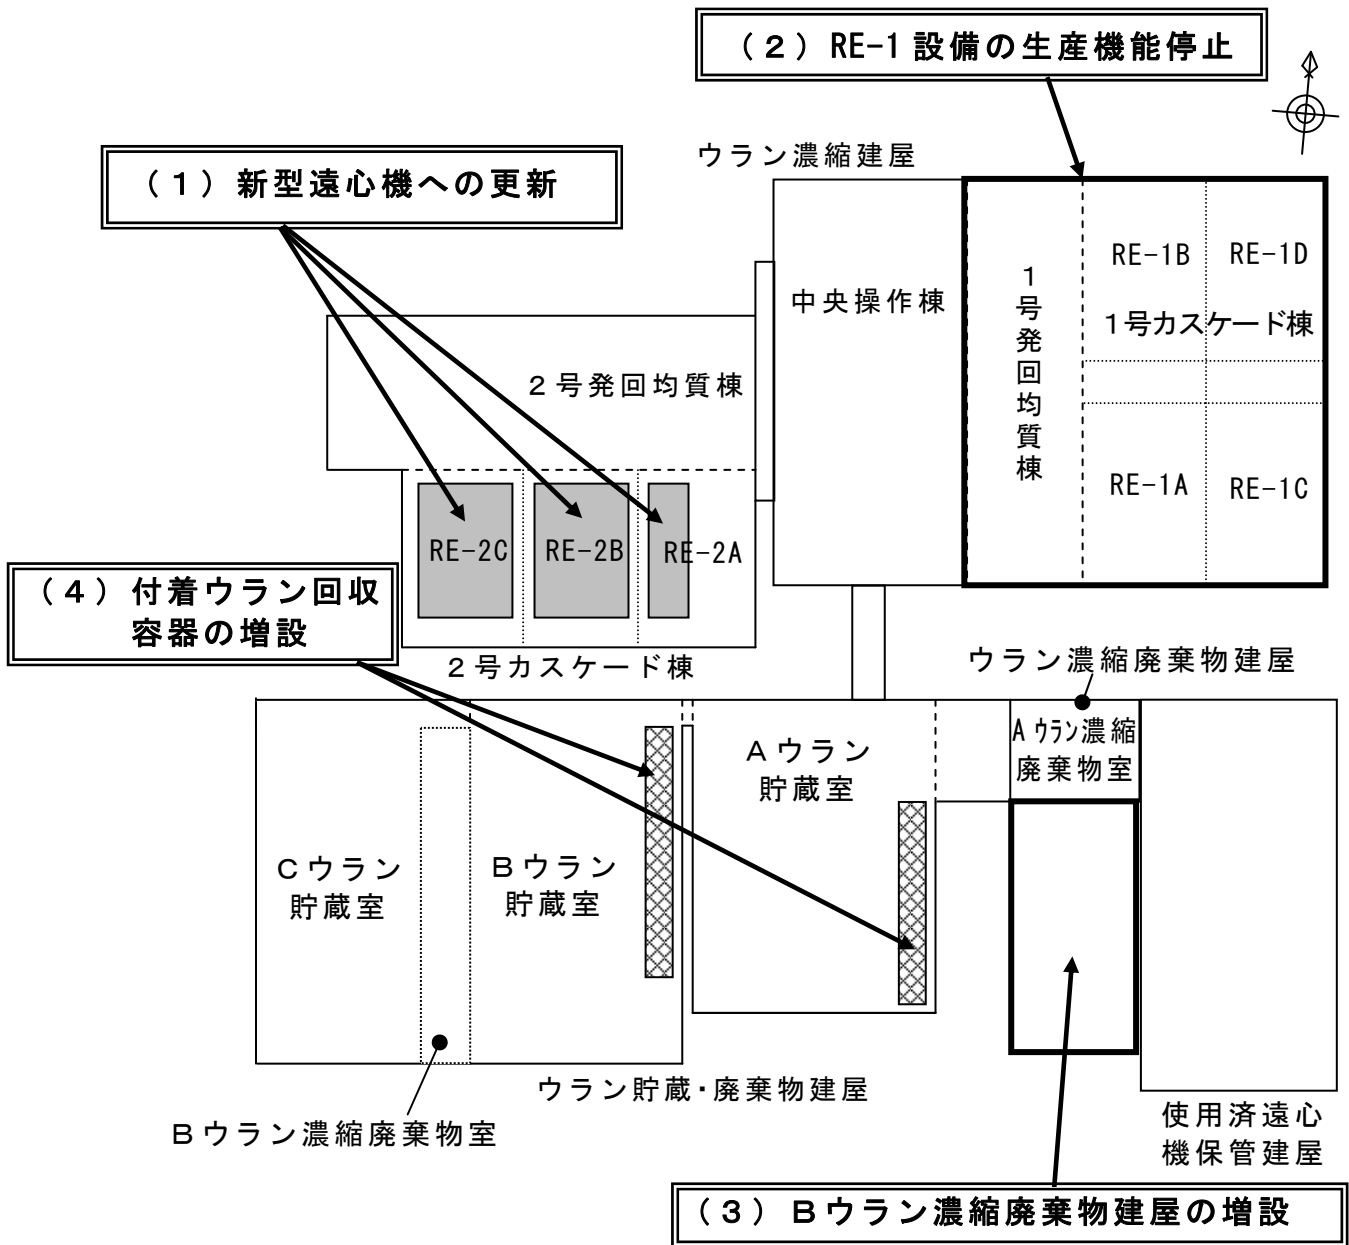 （２）RE-1設備の生産機能停止
（１）新型遠心機への更新
ウラン濃縮建屋
中央操作棟
１号発回均質棟
RE-1B
RE-1D
１号カスケード棟
RE-1A
RE-1C
２号発回均質棟
RE-2C
RE-2B
RE-2A
２号カスケード棟
（４）付着ウラン回収
容器の増設
ウラン濃縮廃棄物建屋
Aウラン濃縮
廃棄物室
Aウラン
貯蔵室
Bウラン
貯蔵室
Cウラン
貯蔵室
ウラン貯蔵・廃棄物建屋
Bウラン濃縮廃棄物室
使用済遠心
機保管建屋
（３）Bウラン濃縮廃棄物建屋の増設